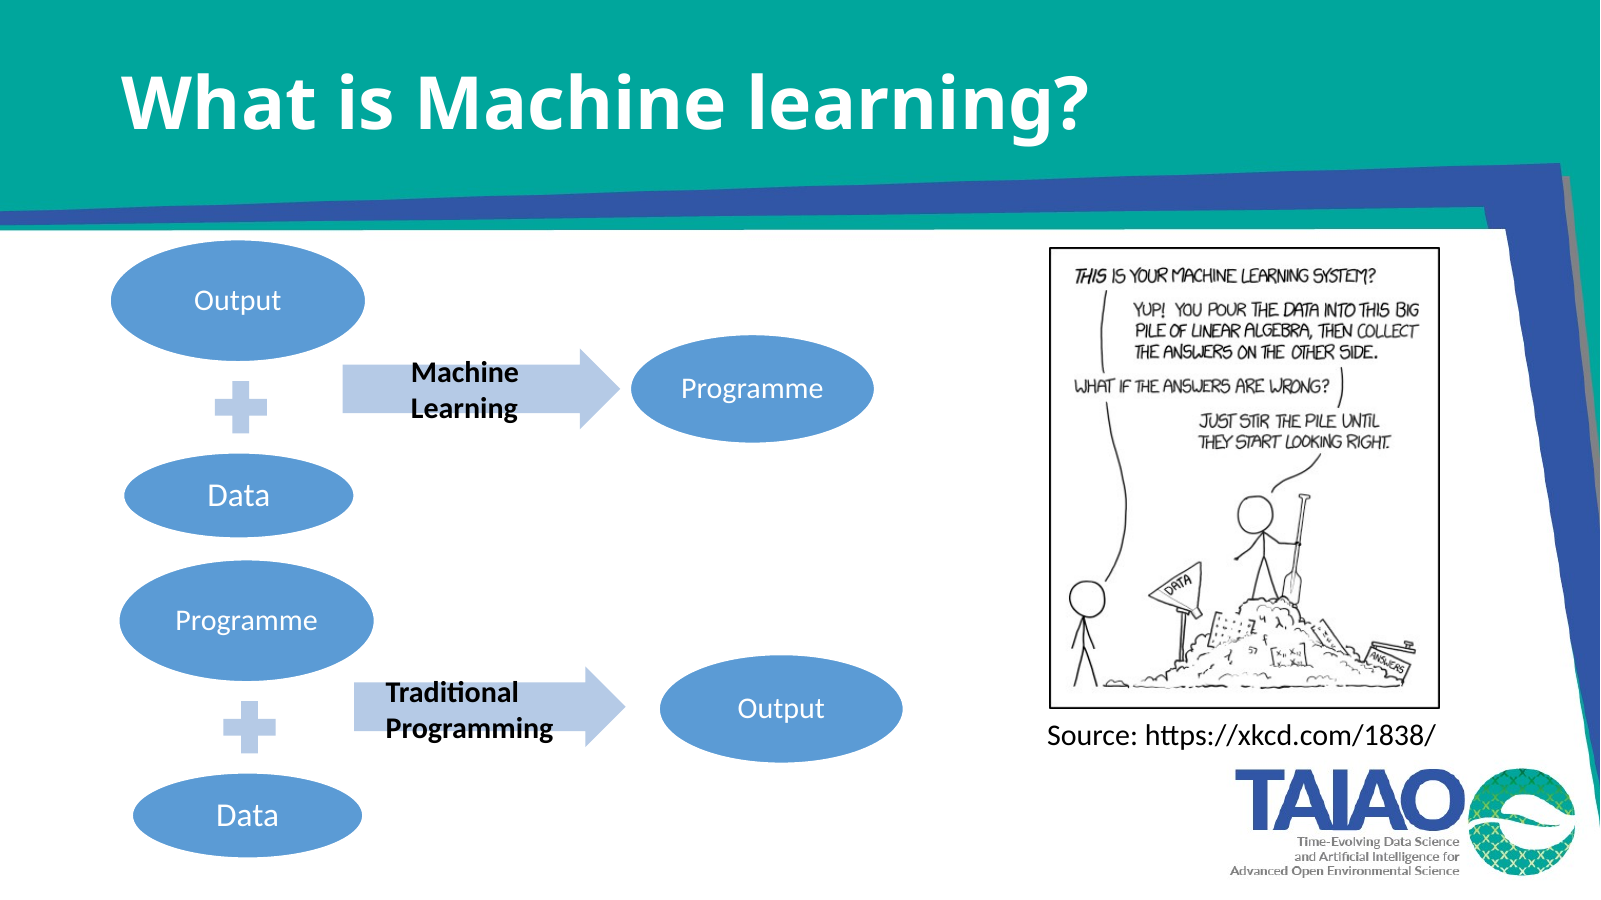 What is Machine learning?
Output
Machine
Learning
Programme
Data
Programme
Traditional
Programming
Output
Data
THIS IS YOUR MACHINE LEARNING SYSTEM?
YUP! YOU POUR THE DATA INTO THIS BIG
PILE OF LINEAR ALGEBRA, THEN COLLECT
THE ANSWERS ON THE OTHER SIDE.
WHAT IF THE ANSWERS ARE WRONG?
JUST STIR THE PILE UNTIL
THEY START LOOKING RIGHT.
DATA
ANSWERS
Source: https://xkcd.com/1838/
TAIAO
Time-Evolving Data Science
and Artificial Intelligence for
Advanced Open Environmental Science